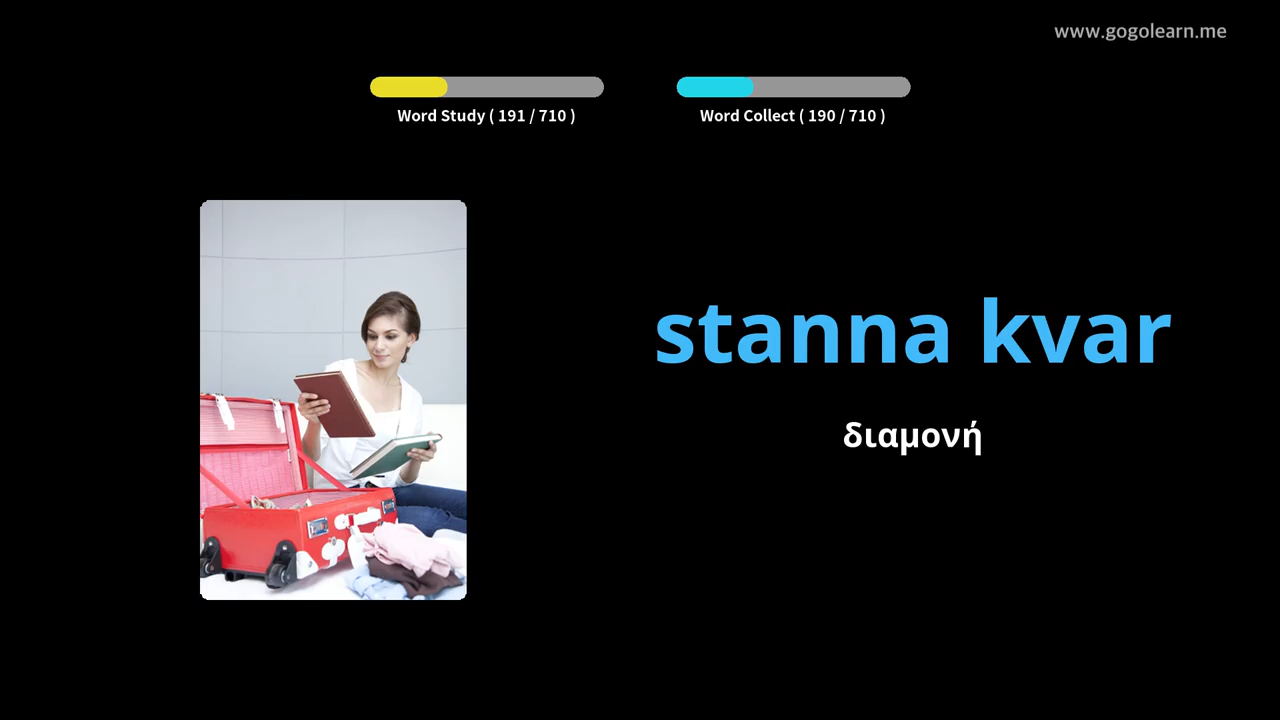 www.gogolearn.me
Word Study ( 191 / 710 )
Word Collect ( 190 / 710 )
stanna kvar
διαμονή